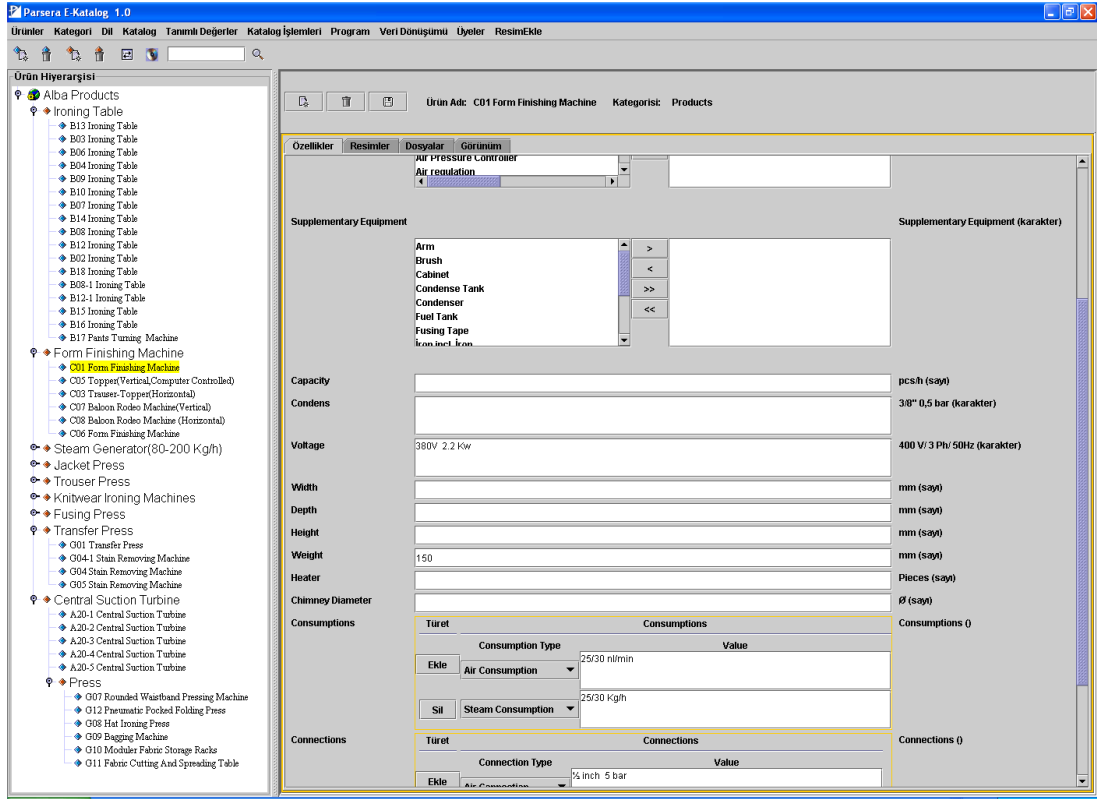 Parsera E-Katalog 1.0
Ürünler Kategori Dil Katalog Tanımlı Değerler Katalog İşlemleri Program Veri Dönüşümü Üyeler ResimEkle
Ürün Hiyerarşisi
Alba Products
Ironing Table
B13 Ironing Table
B03 Ironing Table
B06 Ironing Table
B04 Ironing Table
B09 Ironing Table
B10 Ironing Table
B07 Ironing Table
B14 Ironing Table
B08 Ironing Table
B12 Ironing Table
B02 Ironing Table
B18 Ironing Table
B08-1 Ironing Table
B12-1 Ironing Table
B15 Ironing Table
B16 Ironing Table
B17 Pants Turning Machine
Form Finishing Machine
C01 Form Finishing Machine
C05 Topper(Vertical,Computer Controlled)
C03 Trauser-Topper(Horizontal)
C07 Baloon Rodeo Machine(Vertical)
C08 Baloon Rodeo Machine (Horizontal)
C06 Form Finishing Machine
Steam Generator(80-200 Kg/h)
Jacket Press
Trouser Press
Knitwear Ironing Machines
Fusing Press
Transfer Press
G01 Transfer Press
G04-1 Stain Removing Machine
G04 Stain Removing Machine
G05 Stain Removing Machine
Central Suction Turbine
A20-1 Central Suction Turbine
A20-2 Central Suction Turbine
A20-3 Central Suction Turbine
A20-4 Central Suction Turbine
A20-5 Central Suction Turbine
Press
G07 Rounded Waistband Pressing Machine
G12 Pneumatic Pocked Folding Press
G08 Hat Ironing Press
G09 Bagging Machine
G10 Moduler Fabric Storage Racks
G11 Fabric Cutting And Spreading Table
Ürün Adı: C01 Form Finishing Machine Kategorisi: Products
Özellikler Resimler Dosyalar Görünüm
Air Pressure Controller
Air regulation
Supplementary Equipment Supplementary Equipment (karakter)
Arm >
Brush
Cabinet <
Condense Tank >>
Condenser
Fuel Tank <<
Fusing Tape
İron incl. İron
Capacity pcs/h (sayı)
Condens 3/8" 0,5 bar (karakter)
Voltage 380V 2.2 Kw 400 V/ 3 Ph/ 50Hz (karakter)
Width mm (sayı)
Depth mm (sayı)
Height mm (sayı)
Weight 150 mm (sayı)
Heater Pieces (sayı)
Chimney Diameter Ø (sayı)
Consumptions Türet Consumptions Consumptions ()
Consumption Type Value
Ekle Air Consumption 25/30 nl/min
Sil Steam Consumption 25/30 Kg/h
Connections Türet Connections Connections ()
Connection Type Value
Ekle Air Connection ½ inch 5 bar